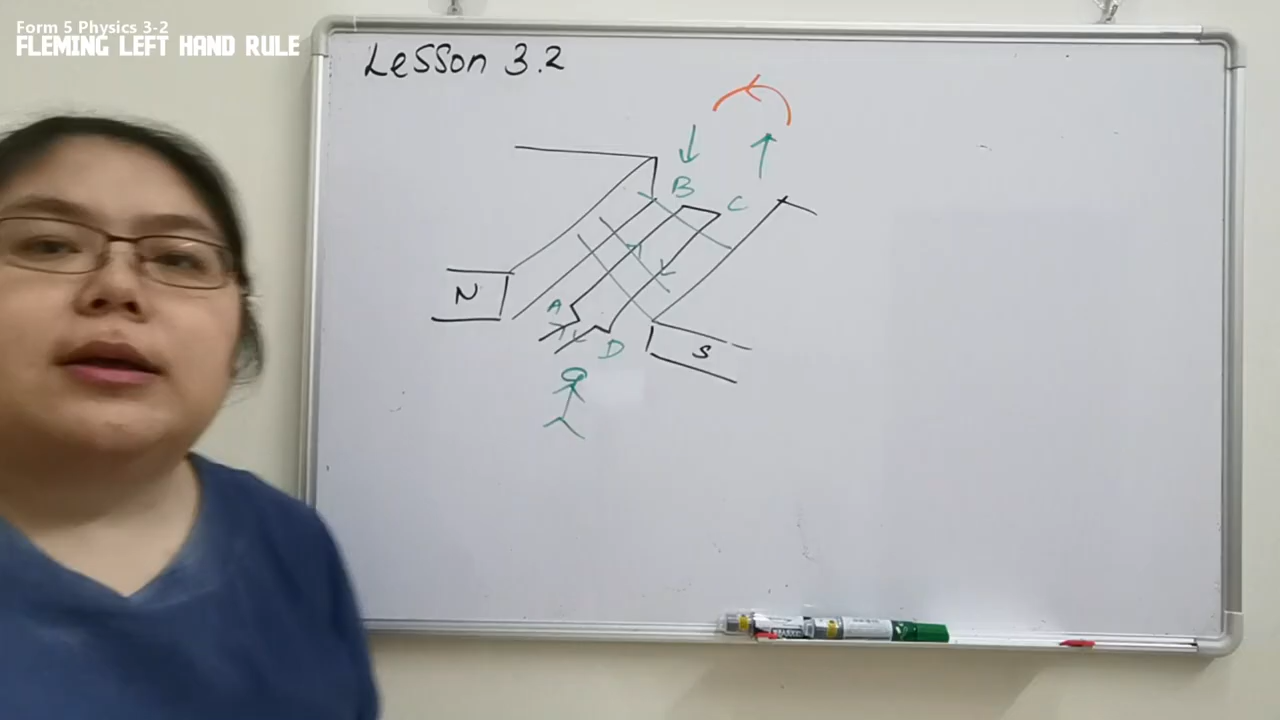 Form 5 Physics 3-2
FLEMING LEFT HAND RULE
Lesson 3.2
B
C
N
A
D
S